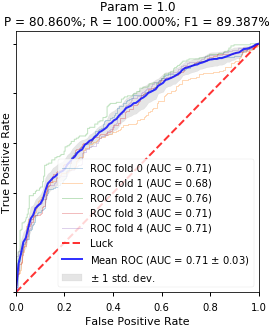 Param = 1.0
P = 80.860%; R = 100.000%; F1 = 89.387%
True Positive Rate
ROC fold 0 (AUC = 0.71)
ROC fold 1 (AUC = 0.68)
ROC fold 2 (AUC = 0.76)
ROC fold 3 (AUC = 0.71)
ROC fold 4 (AUC = 0.71)
Luck
Mean ROC (AUC = 0.71 ± 0.03)
± 1 std. dev.
0.0 0.2 0.4 0.6 0.8 1.0
False Positive Rate